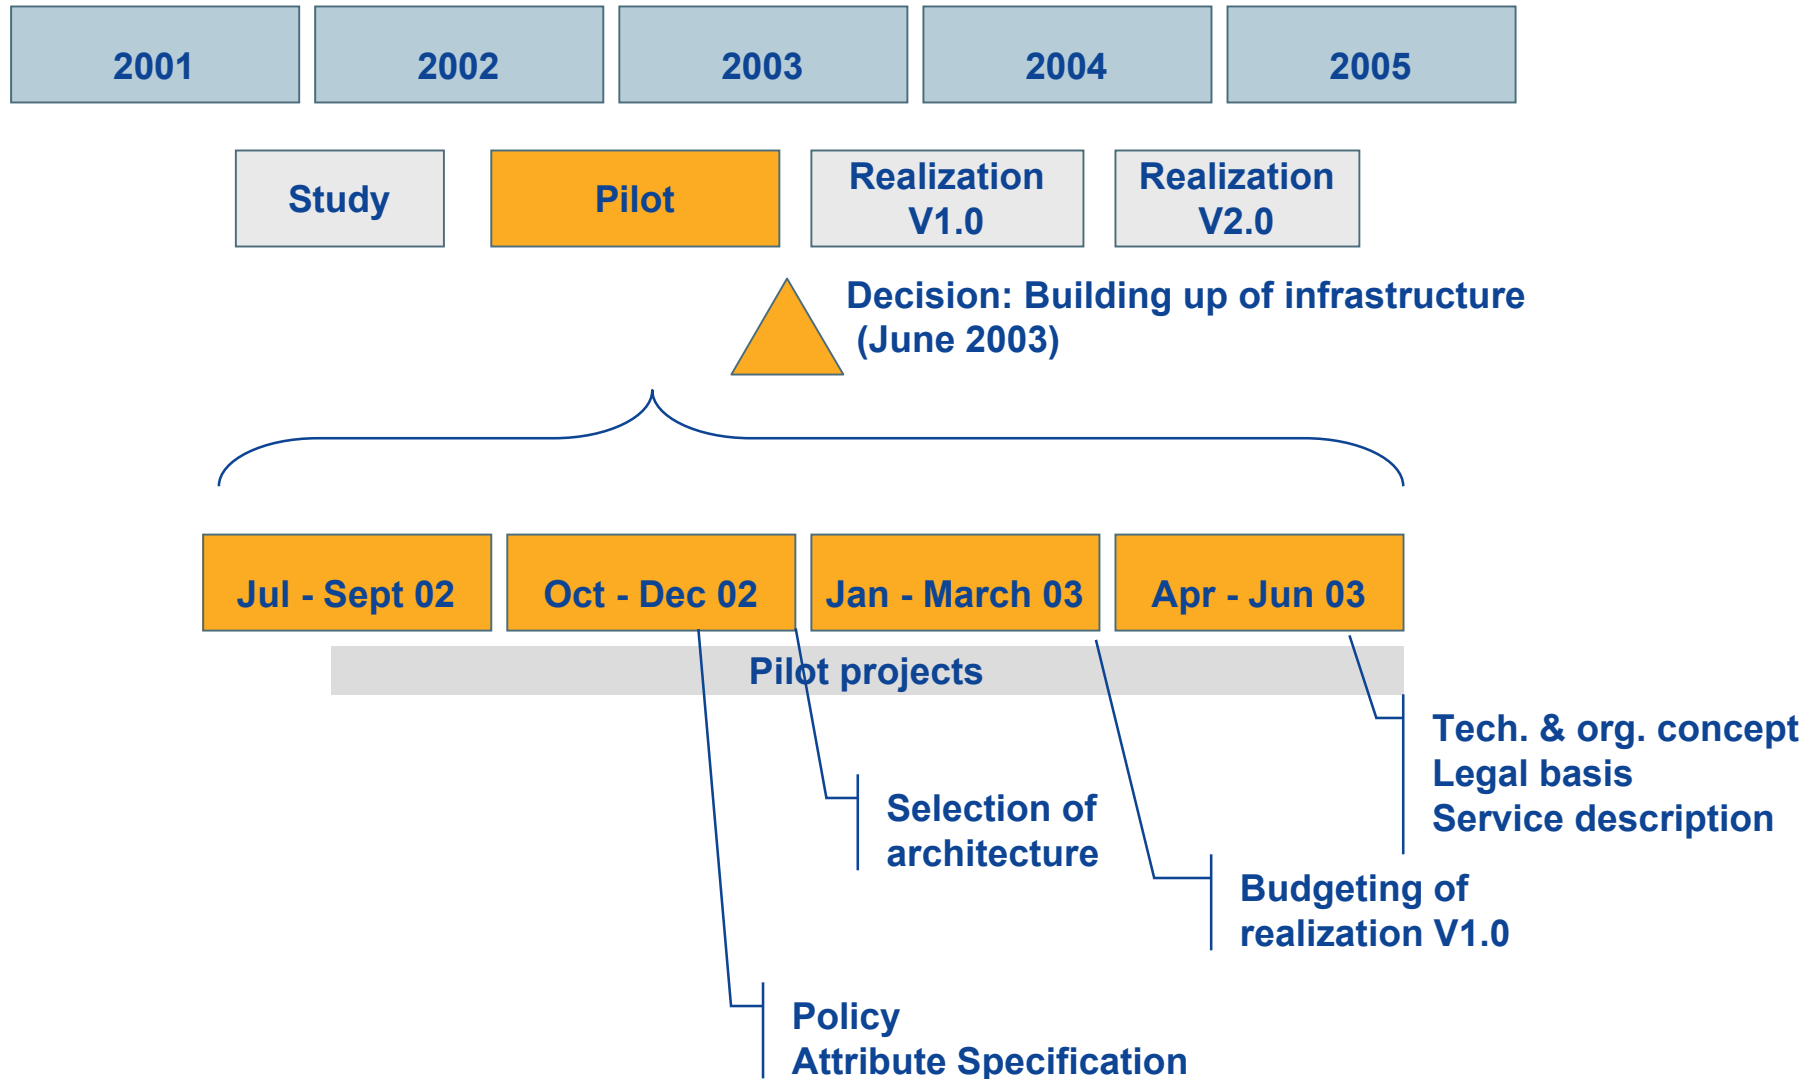 2001
2002
2003
2004
2005
Study
Pilot
Realization
V1.0
Realization
V2.0
Decision: Building up of infrastructure
(June 2003)
Jul - Sept 02
Oct - Dec 02
Jan - March 03
Apr - Jun 03
Pilot projects
Tech. & org. concept
Legal basis
Service description
Selection of
architecture
Budgeting of
realization V1.0
Policy
Attribute Specification